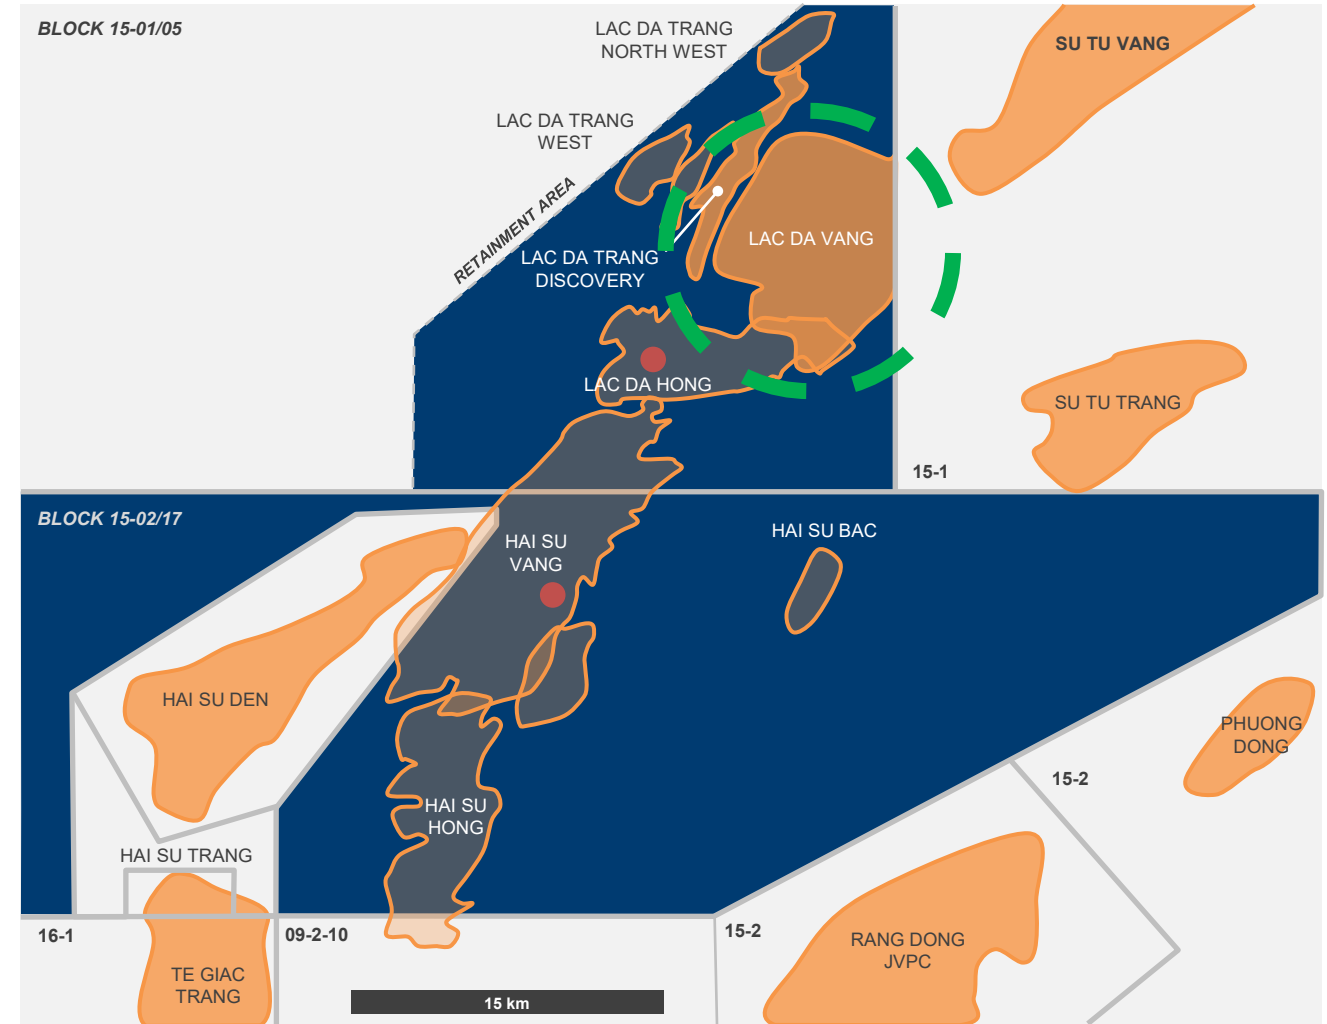 BLOCK 15-01/05
LAC DA TRANG
NORTH WEST
SU TU VANG
LAC DA TRANG
WEST
RETAINMENT AREA
LAC DA VANG
LAC DA TRANG
DISCOVERY
LAC DA HONG
SU TU TRANG
15-1
BLOCK 15-02/17
HAI SU
VANG
HAI SU BAC
HAI SU DEN
PHUONG
DONG
15-2
HAI SU
HONG
HAI SU TRANG
16-1
09-2-10
15-2
RANG DONG
JVPC
TE GIAC
TRANG
15 km